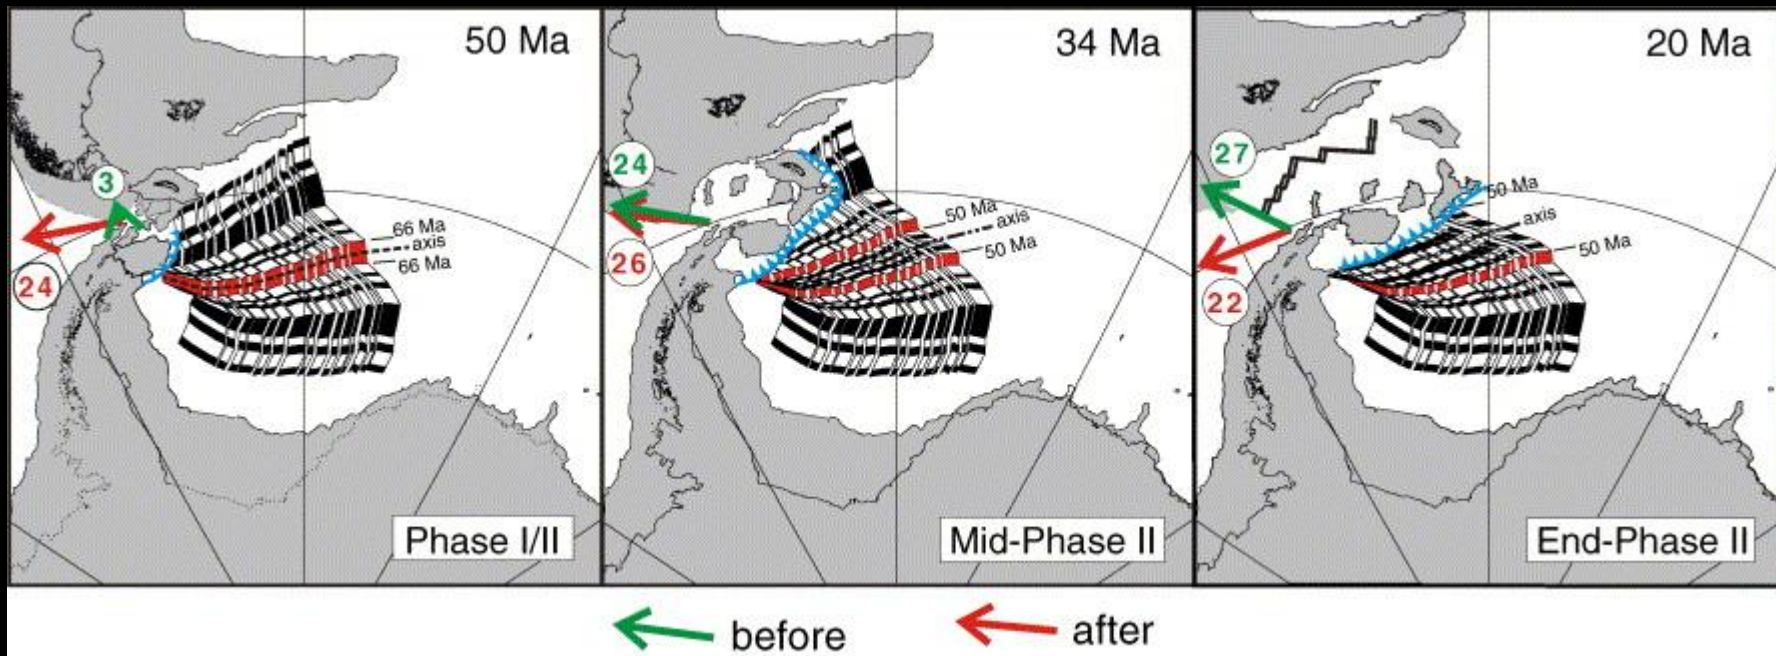 50 Ma
3
24
66 Ma
axis
66 Ma
Phase I/II
34 Ma
24
26
50 Ma
axis
50 Ma
Mid-Phase II
20 Ma
27
22
50 Ma
axis
50 Ma
End-Phase II
before
after